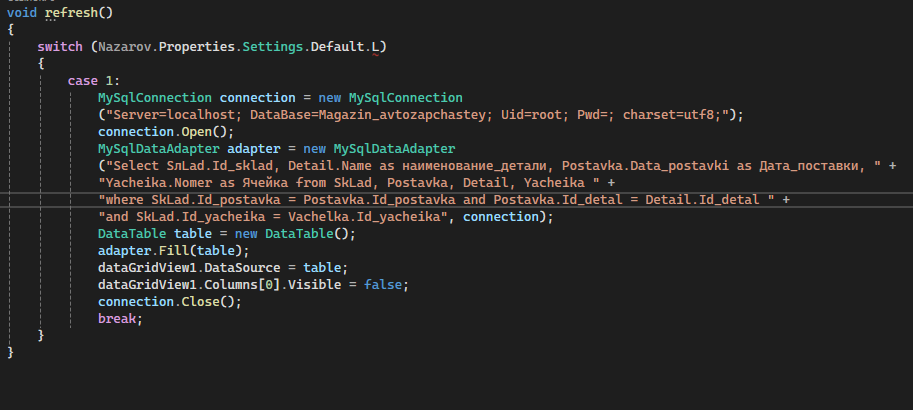 void refresh()
{
switch (Nazarov.Properties.Settings.Default.L)
{
case 1:
MySqlConnection connection = new MySqlConnection
("Server=localhost; DataBase=Magazin_avtozapchastey; Uid=root; Pwd=; charset=utf8;");
connection.Open();
MySqlDataAdapter adapter = new MySqlDataAdapter
("Select SлLad.Id_sklad, Detail.Name as наименование_детали, Postavka.Data_postavki as Дата_поставки, " +
"Yacheika.Nomer as Ячейка from SkLad, Postavka, Detail, Yacheika " +
"where SkLad.Id_postavka = Postavka.Id_postavka and Postavka.Id_detal = Detail.Id_detal " +
"and SkLad.Id_yacheika = Vachelka.Id_yacheika", connection);
DataTable table = new DataTable();
adapter.Fill(table);
dataGridView1.DataSource = table;
dataGridView1.Columns[0].Visible = false;
connection.Close();
break;
}
}